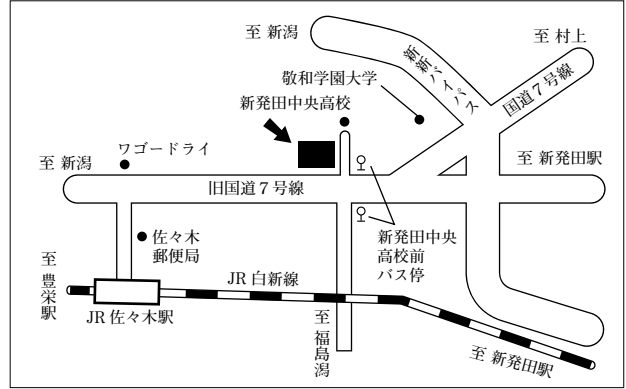 至 新潟
至 村上
新新バイパス
国道７号線
敬和学園大学
新発田中央高校
ワゴードライ
至 新潟
至 新発田駅
旧国道７号線
佐々木
郵便局
新発田中央
高校前
バス停
至 豊栄駅
JR 白新線
JR 佐々木駅
至 福島潟
至 新発田駅